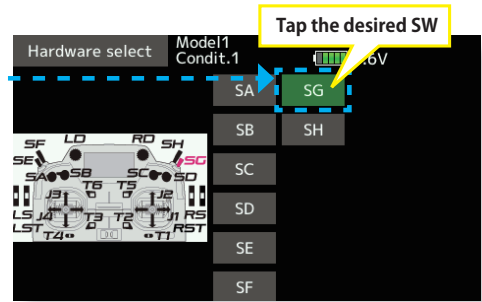 Tap the desired SW
Hardware select
Model1
Condit.1
.6V
SA
SG
SB
SH
SC
SD
SE
SF
LD
RD
SF
SH
SE
SG
SA
SB
SC
SD
T6
T5
J3
J2
LS
J4
T3
T2
J1
RS
LST
RST
T4
T1